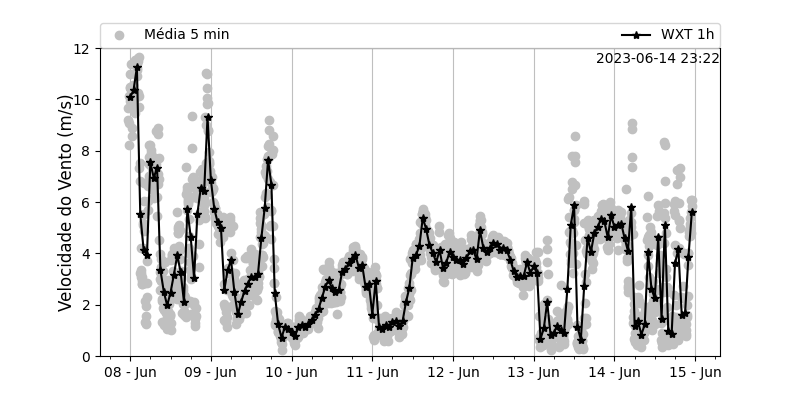 Média 5 min
WXT 1h
2023-06-14 23:22
Velocidade do Vento (m/s)
12
10
8
6
4
2
0
08 - Jun
09 - Jun
10 - Jun
11 - Jun
12 - Jun
13 - Jun
14 - Jun
15 - Jun